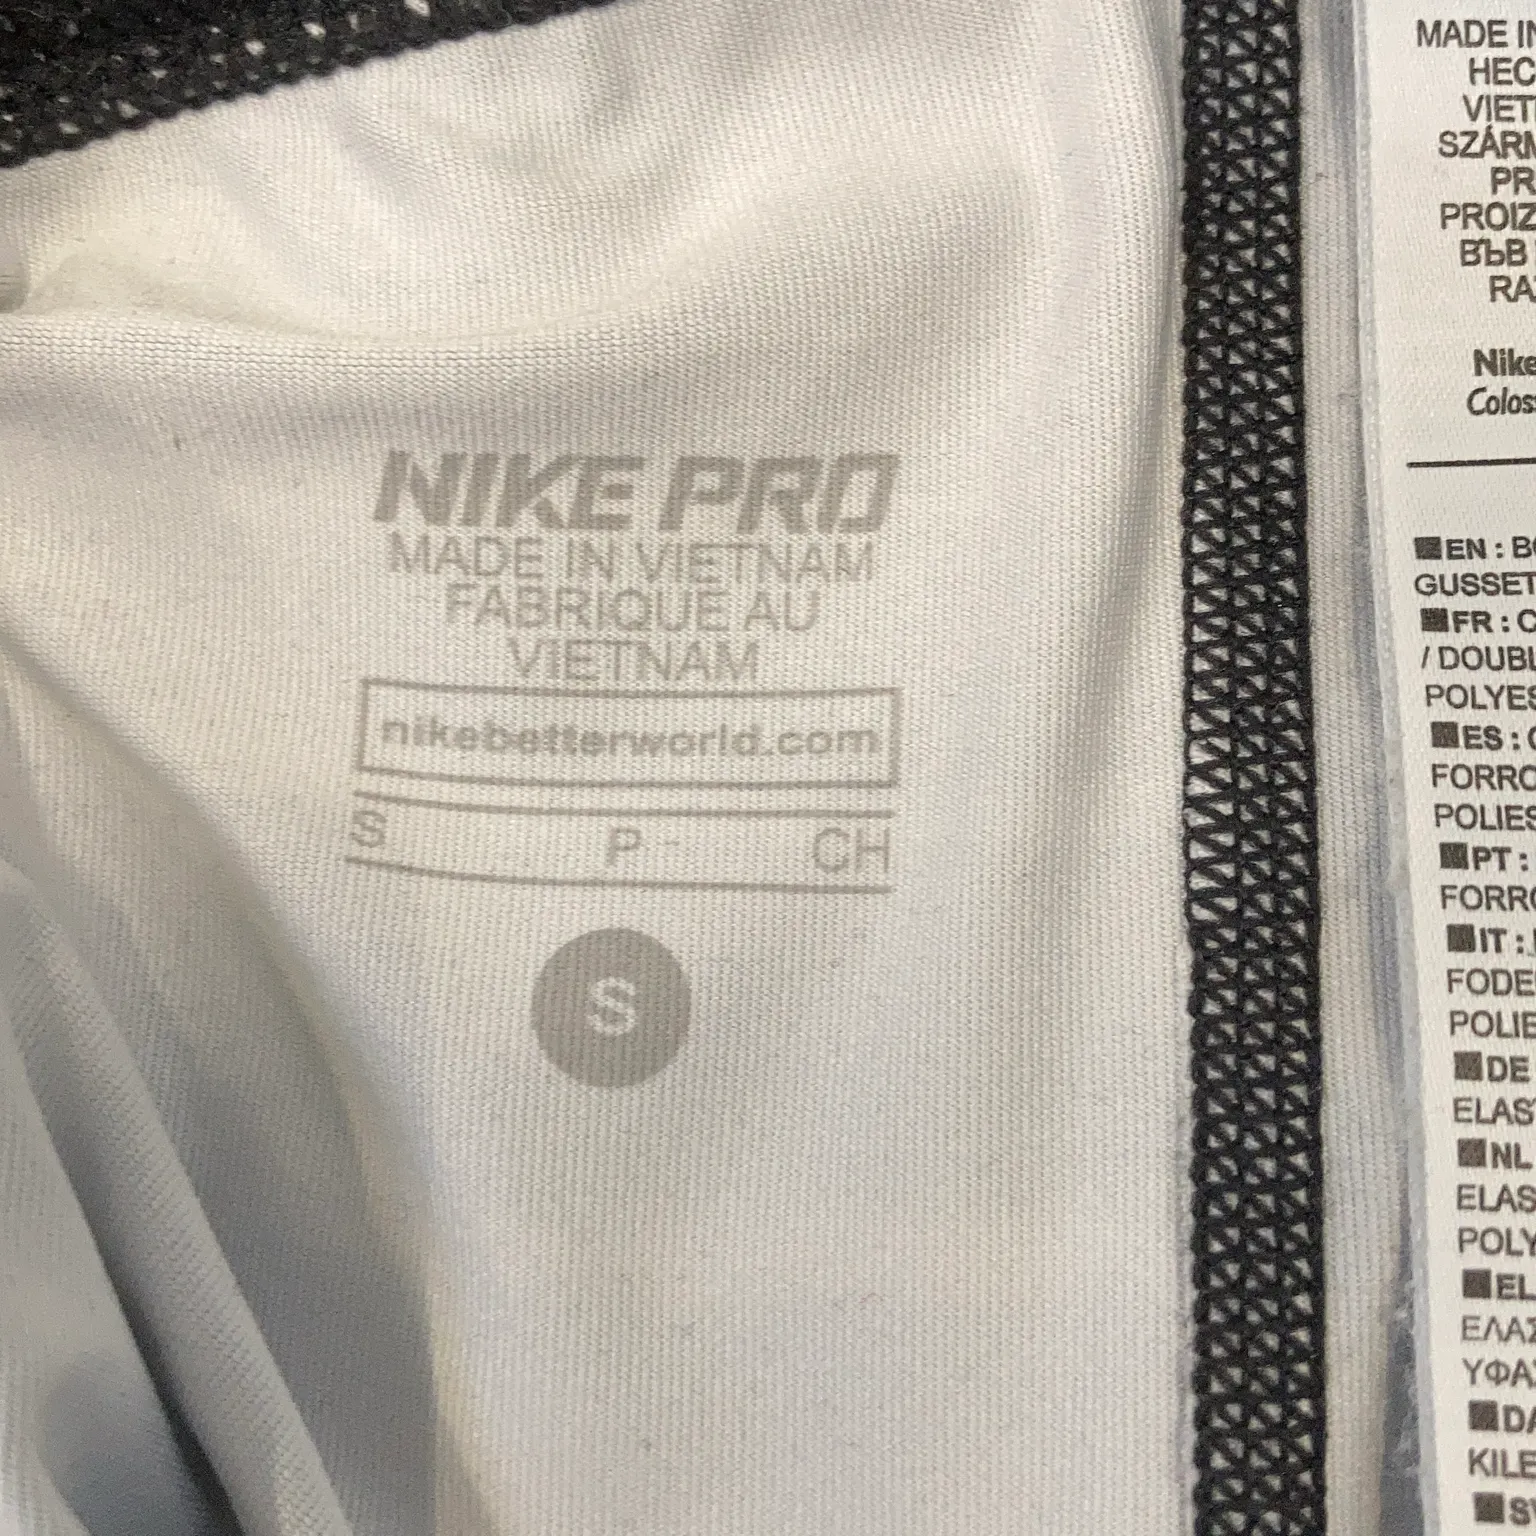 NIKE PRO
MADE IN VIETNAM
FABRIQUE AU
VIETNAM
nikebetterworld.com
S P CH
S
MADE IN
HEC
VIET
SZÁRM
PR
PROIZ
ВЪВ
RA
Nike
Colos
EN : B
GUSSET
FR : C
/ DOUBL
POLYES
ES : C
FORRO
POLIES
PT :
FORRO
IT :
FODE
POLIE
DE
ELAS
NL
ELAS
POLY
EL
ΕΛΑΣ
ΥΦΑΣ
DA
KILE
S